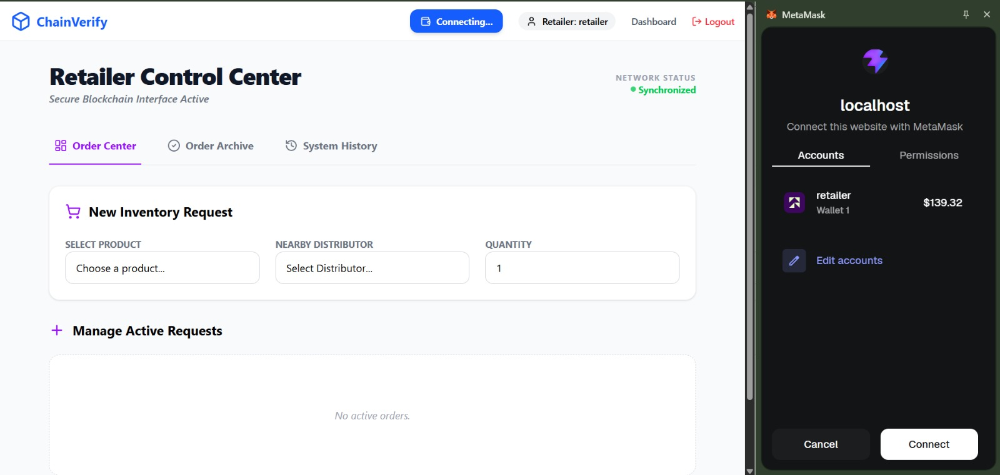 ChainVerify
Connecting...
Retailer: retailer
Dashboard
Logout
Retailer Control Center
Secure Blockchain Interface Active
NETWORK STATUS
Synchronized
Order Center
Order Archive
System History
New Inventory Request
SELECT PRODUCT
NEARBY DISTRIBUTOR
QUANTITY
Choose a product...
Select Distributor...
1
Manage Active Requests
No active orders.
MetaMask
localhost
Connect this website with MetaMask
Accounts
Permissions
retailer
Wallet 1
$139.32
Edit accounts
Cancel
Connect